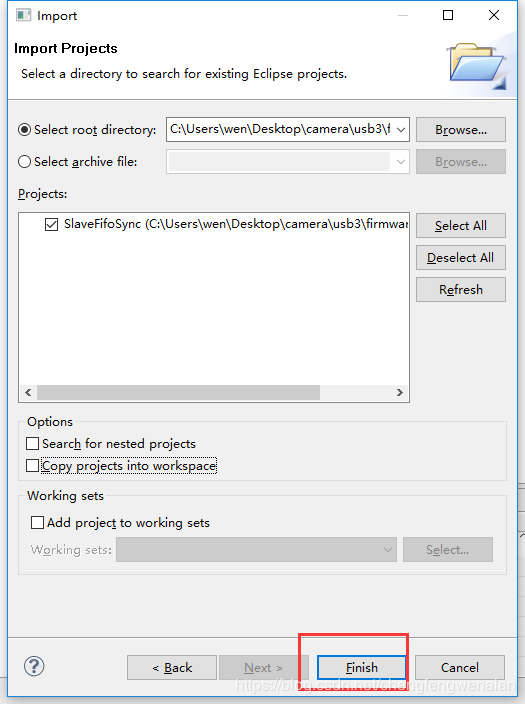 Import
Import Projects
Select a directory to search for existing Eclipse projects.
Select root directory:
C:\Users\wen\Desktop\camera\usb3\f
Browse...
Select archive file:
Browse...
Projects:
SlaveFifoSync (C:\Users\wen\Desktop\camera\usb3\firmwar
Select All
Deselect All
Refresh
Options
Search for nested projects
Copy projects into workspace
Working sets
Add project to working sets
Working sets:
Select...
?
< Back
Next >
Finish
Cancel
https://blog.csdn.net/chengfengwenalan